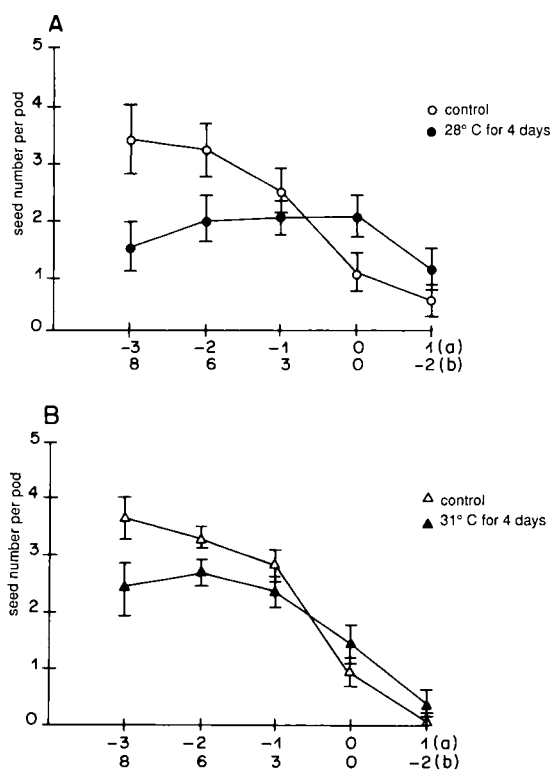 A
5
4
3
2
1
0
seed number per pod
control
28° C for 4 days
-3 -2 -1 0 1 (a)
8 6 3 0 -2 (b)
B
5
4
3
2
1
0
seed number per pod
control
31° C for 4 days
-3 -2 -1 0 1 (a)
8 6 3 0 -2 (b)